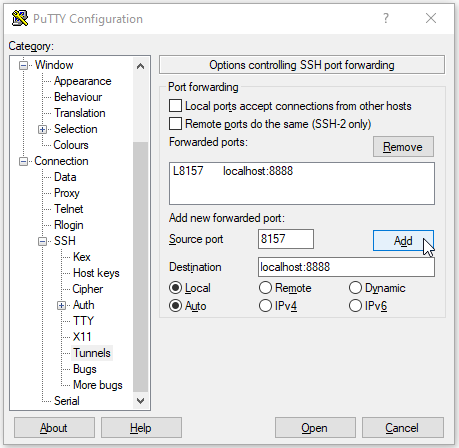 PuTTY Configuration
? ×
Category:
Window
Appearance
Behaviour
Translation
Selection
Colours
Connection
Data
Proxy
Telnet
Rlogin
SSH
Kex
Host keys
Cipher
Auth
TTY
X11
Tunnels
Bugs
More bugs
Serial
Options controlling SSH port forwarding
Port forwarding
Local ports accept connections from other hosts
Remote ports do the same (SSH-2 only)
Forwarded ports:
Remove
L8157 localhost:8888
Add new forwarded port:
Source port 8157 Add
Destination localhost:8888
Local Remote Dynamic
Auto IPv4 IPv6
About Help Open Cancel